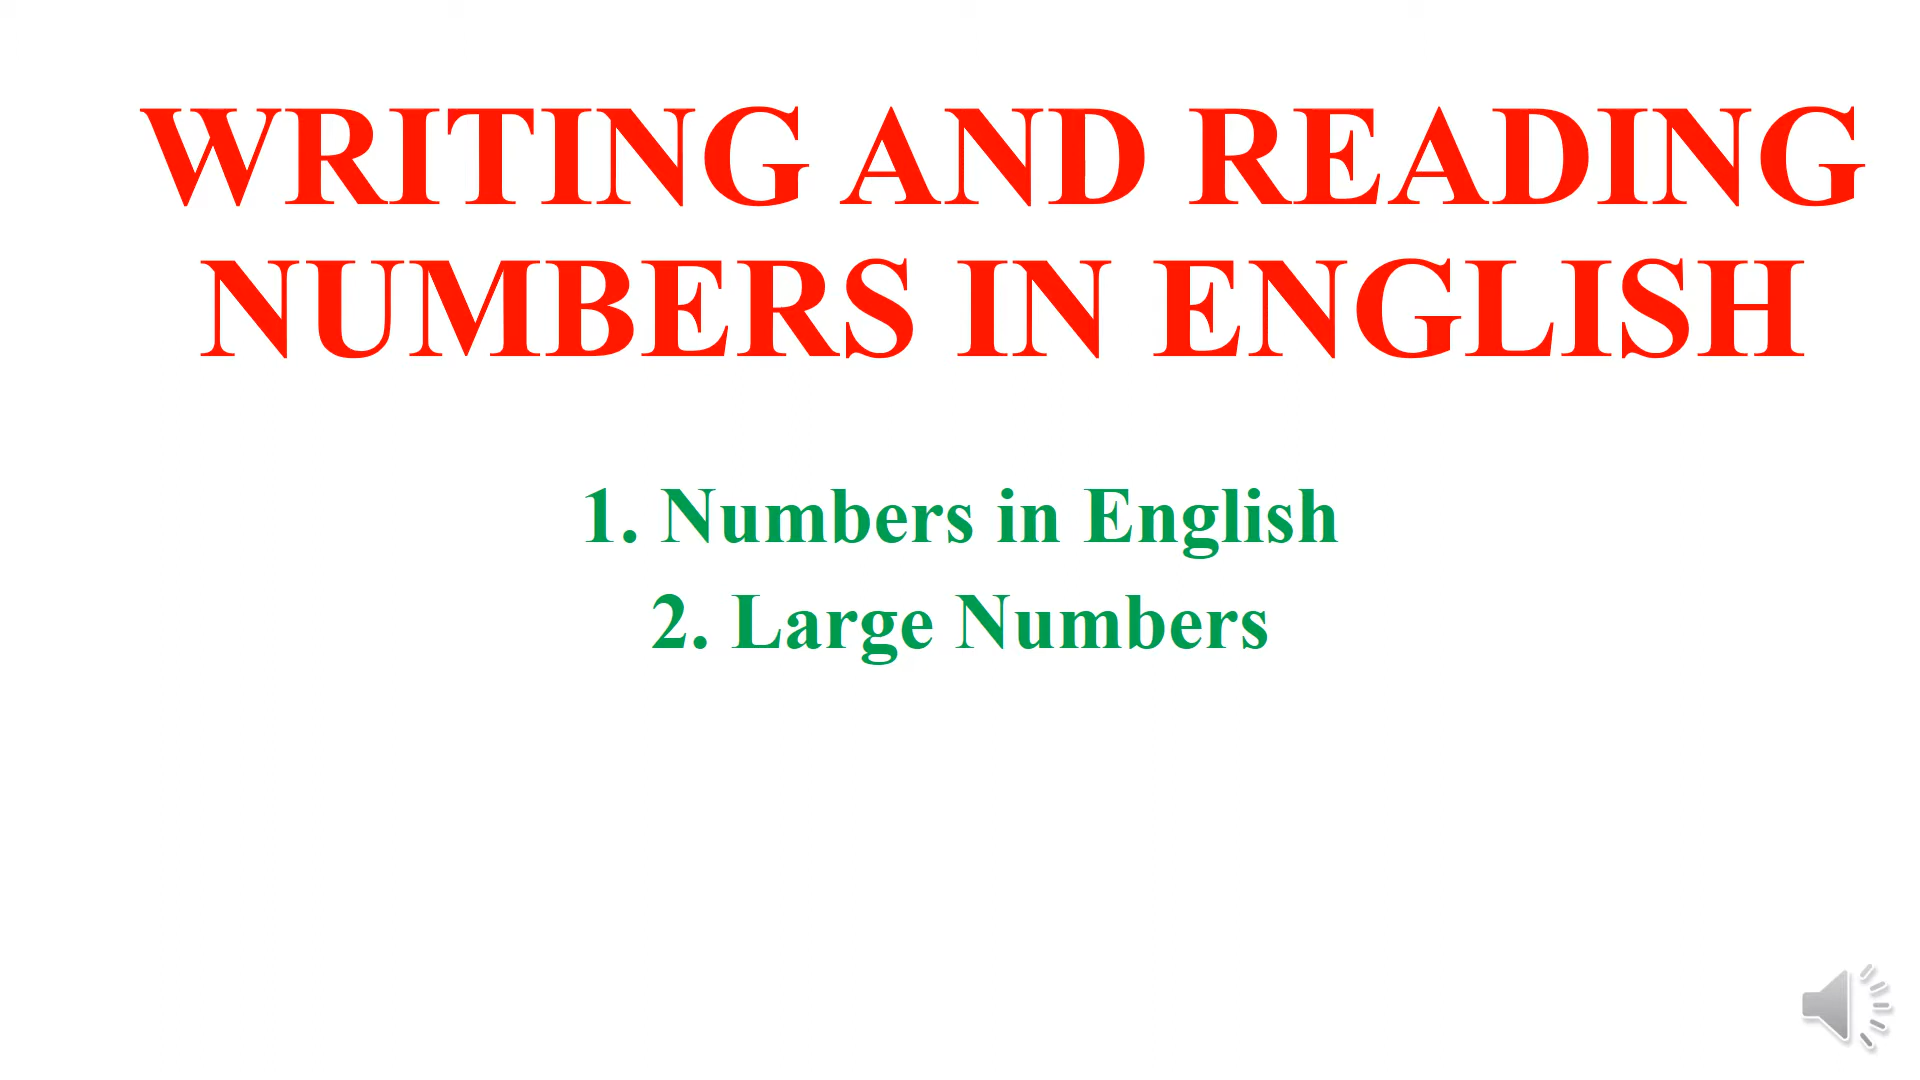 WRITING AND READING
NUMBERS IN ENGLISH
1. Numbers in English
2. Large Numbers